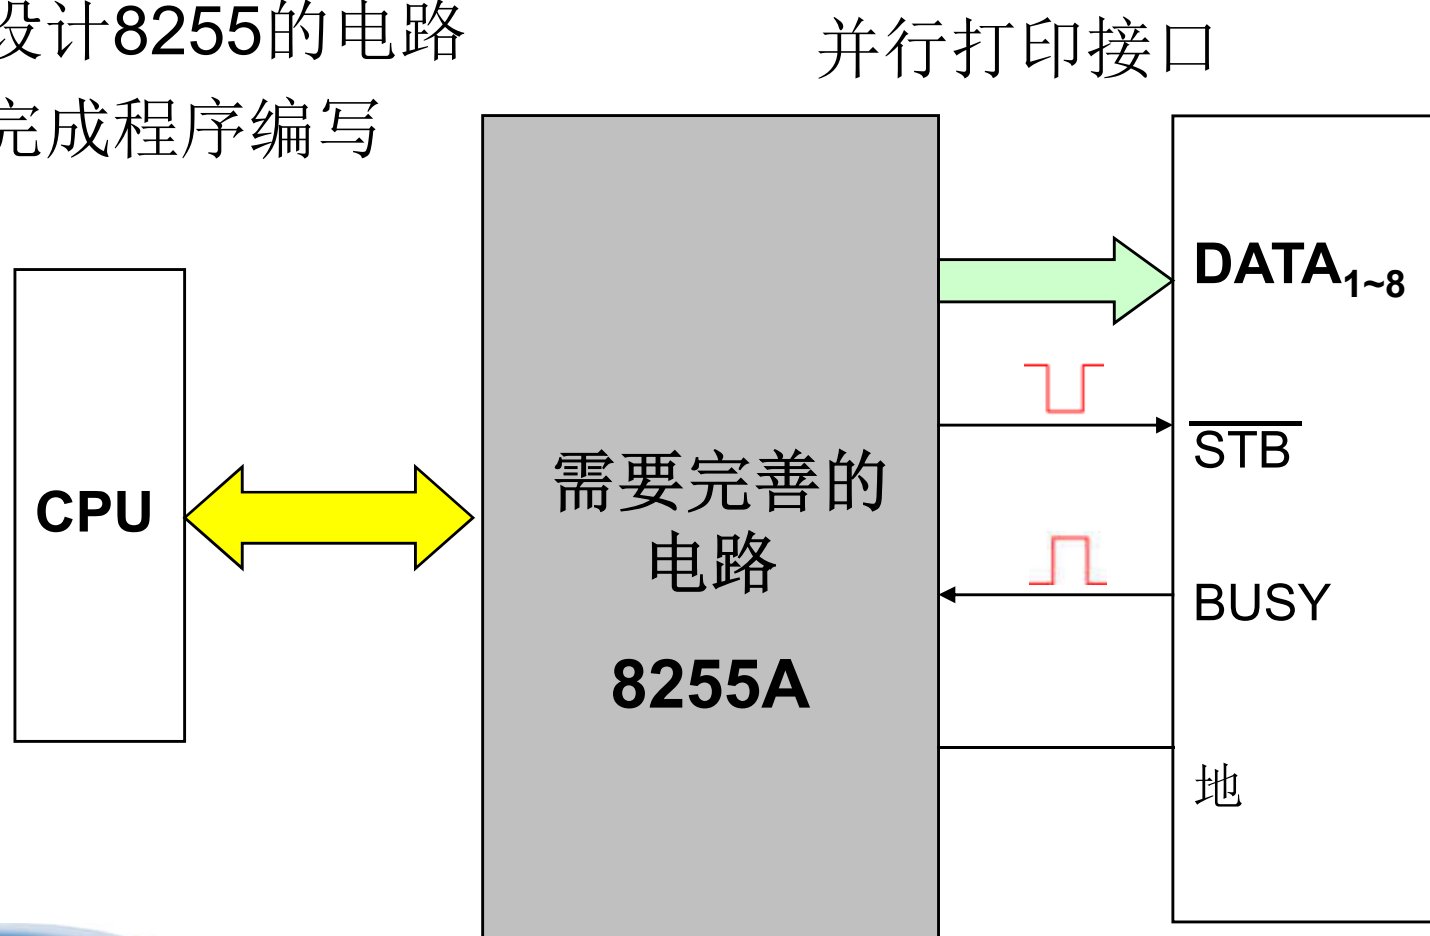 设计8255的电路
完成程序编写
并行打印接口
CPU
需要完善的
电路
8255A
DATA1~8
STB
BUSY
地